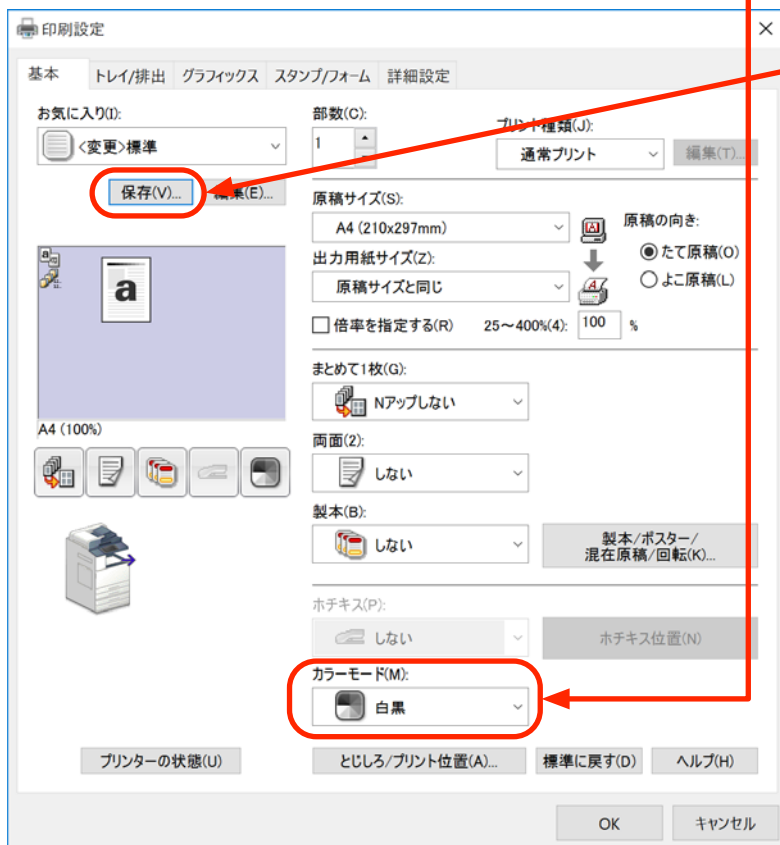 印刷設定
基本 トレイ/排出 グラフィックス スタンプ/フォーム 詳細設定
お気に入り(I):
<変更>標準
保存(V)...
編集(E)...
a
A4 (100%)
プリンターの状態(U)
部数(C):
1
プリント種類(J):
通常プリント
編集(T)...
原稿サイズ(S):
A4 (210x297mm)
出力用紙サイズ(Z):
原稿サイズと同じ
原稿の向き:
たて原稿(O)
よこ原稿(L)
倍率を指定する(R) 25～400%(4): 100 %
まとめて1枚(G):
Nアップしない
両面(2):
しない
製本(B):
しない
製本/ポスター/
混在原稿/回転(K)...
ホチキス(P):
しない
ホチキス位置(N)
カラーモード(M):
白黒
とじしろ/プリント位置(A)...
標準に戻す(D)
ヘルプ(H)
OK
キャンセル